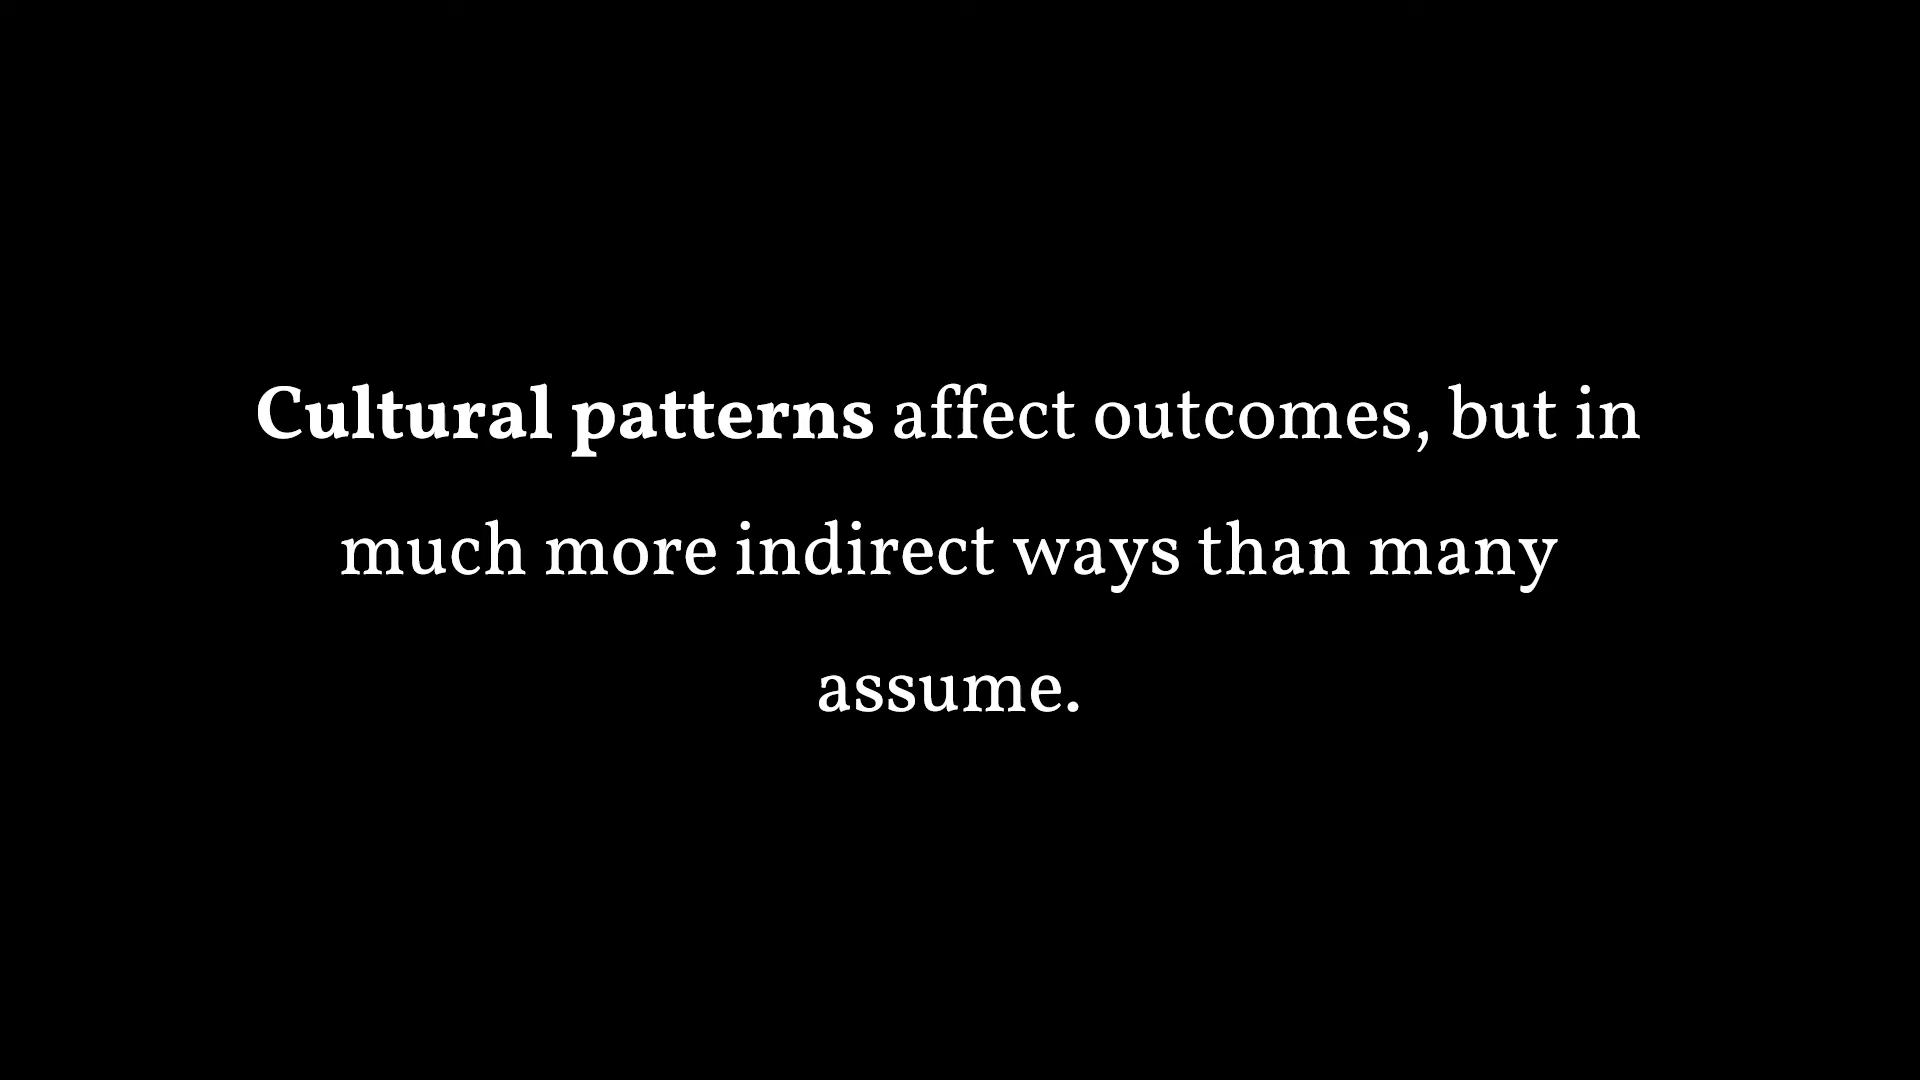 Cultural patterns affect outcomes, but in
much more indirect ways than many
assume.